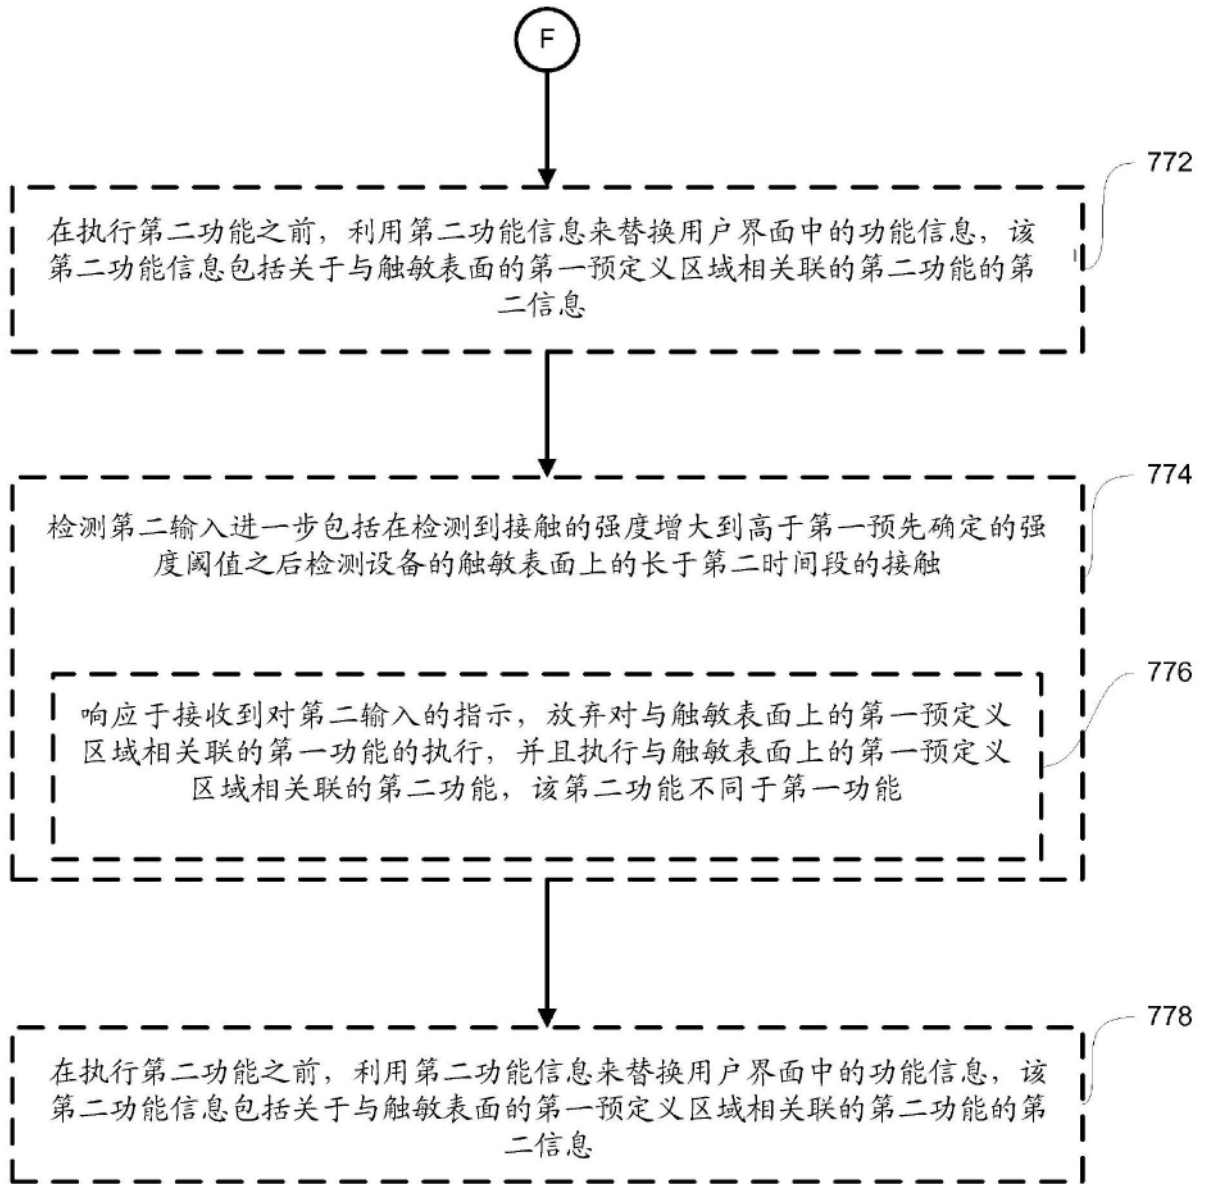 F
772
在执行第二功能之前，利用第二功能信息来替换用户界面中的功能信息，该
第二功能信息包括关于与触敏表面的第一预定义区域相关联的第二功能的第
二信息
774
检测第二输入进一步包括在检测到接触的强度增大到高于第一预先确定的强
度阈值之后检测设备的触敏表面上的长于第二时间段的接触
776
响应于接收到对第二输入的指示，放弃对与触敏表面上的第一预定义
区域相关联的第一功能的执行，并且执行与触敏表面上的第一预定义
区域相关联的第二功能，该第二功能不同于第一功能
778
在执行第二功能之前，利用第二功能信息来替换用户界面中的功能信息，该
第二功能信息包括关于与触敏表面的第一预定义区域相关联的第二功能的第
二信息